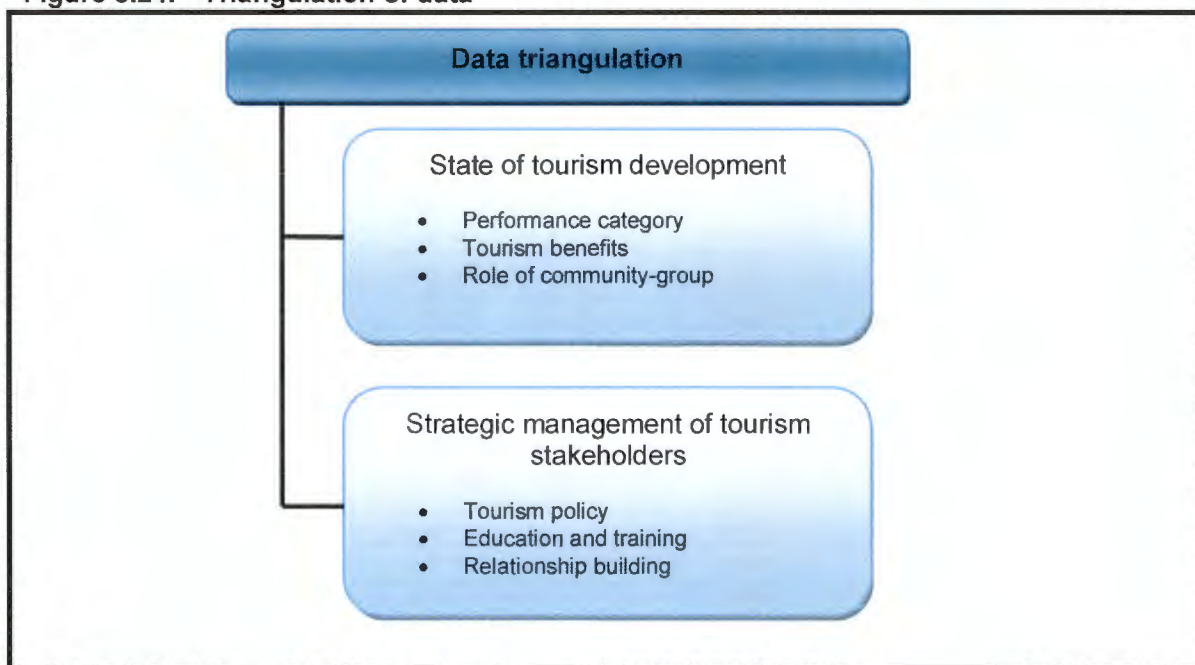 Triangulation of data
Data triangulation
State of tourism development
• Performance category
• Tourism benefits
• Role of community-group
Strategic management of tourism
stakeholders
• Tourism policy
• Education and training
• Relationship building